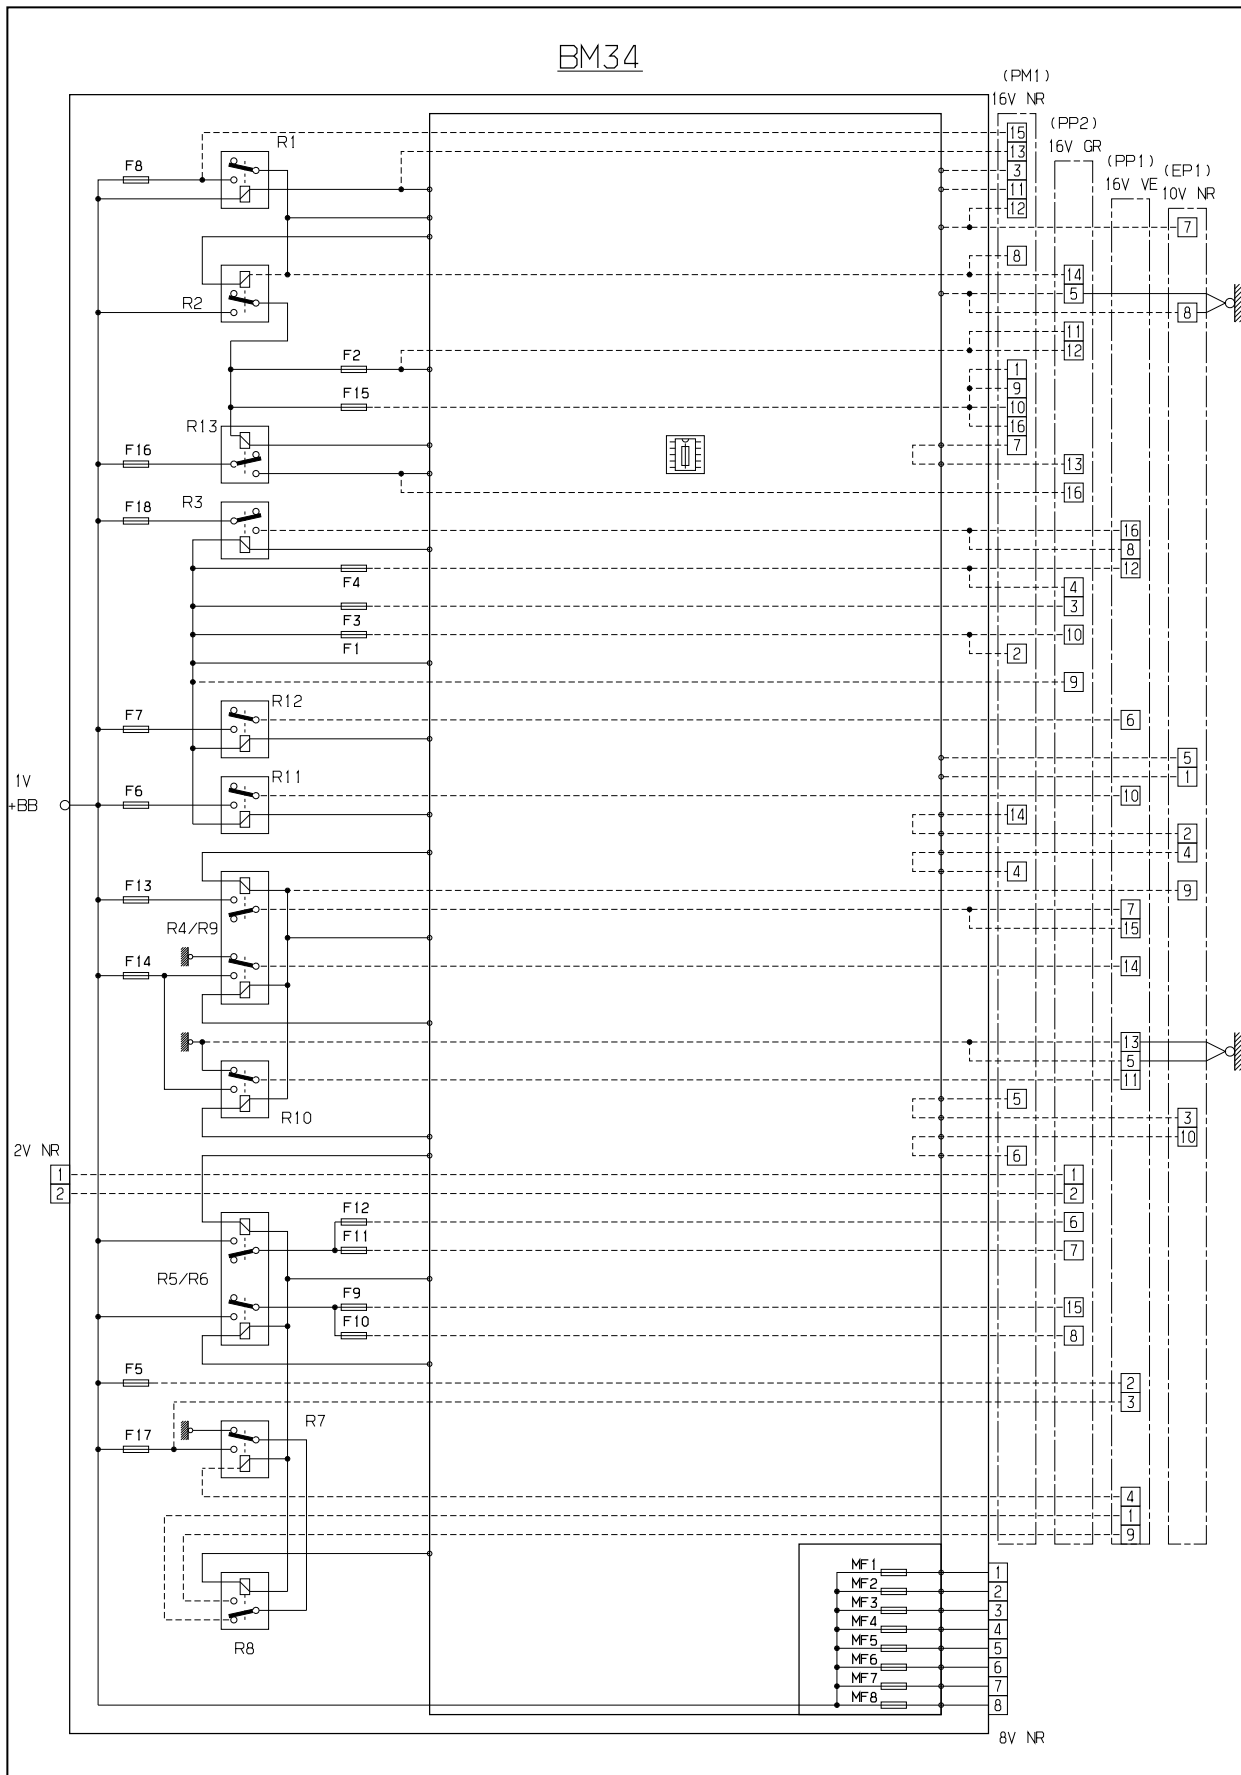 BM34
(PM1)
16V NR
(PP2)
16V GR
(PP1)
16V VE
(EP1)
10V NR
15
R1
13
F8
3
11
12
7
8
14
5
R2
8
11
F2
12
1
9
F15
10
R13
16
7
F16
13
16
R3
F18
16
8
12
F4
4
3
F3
10
F1
2
9
R12
F7
6
5
R11
1
1V
F6
+BB
10
14
2
4
4
F13
9
7
R4/R9
15
F14
14
13
5
11
5
R10
3
10
2V NR
6
1
1
2
2
F12
6
F11
7
R5/R6
F9
15
F10
8
F5
2
3
R7
F17
4
1
9
MF1
1
MF2
2
MF3
3
MF4
4
R8
MF5
5
MF6
6
MF7
7
MF8
8
8V NR